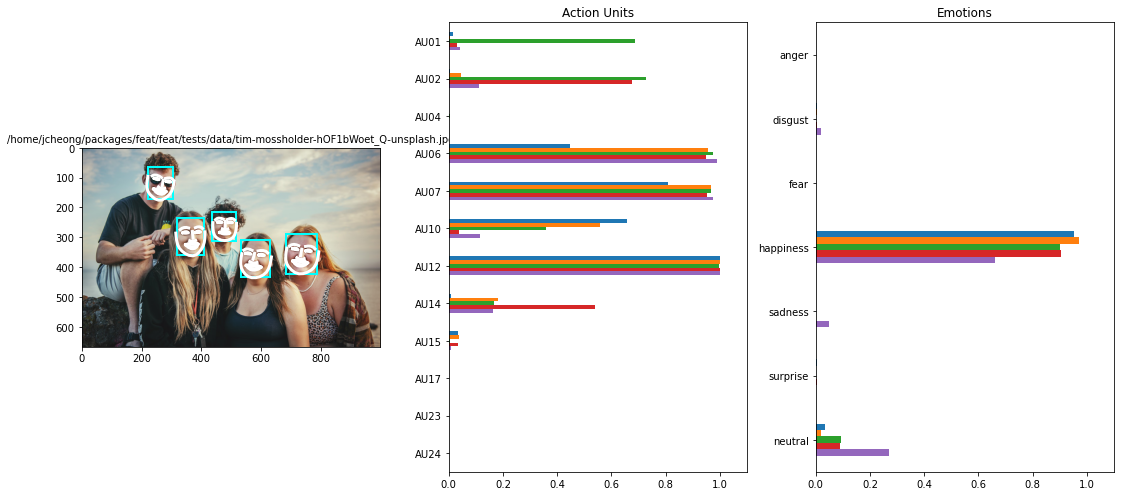 Action Units
Emotions
/home/jcheong/packages/feat/feat/tests/data/tim-mossholder-hOF1bWoet_Q-unsplash.jp
0
100
200
300
400
500
600
0
200
400
600
800
AU01
AU02
AU04
AU06
AU07
AU10
AU12
AU14
AU15
AU17
AU23
AU24
0.0
0.2
0.4
0.6
0.8
1.0
anger
disgust
fear
happiness
sadness
surprise
neutral
0.0
0.2
0.4
0.6
0.8
1.0